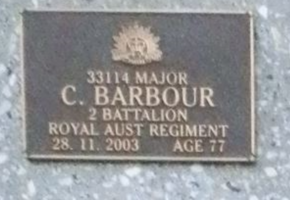 33114 MAJOR
C. BARBOUR
2 BATTALION
ROYAL AUST REGIMENT
28. 11. 2003 AGE 77